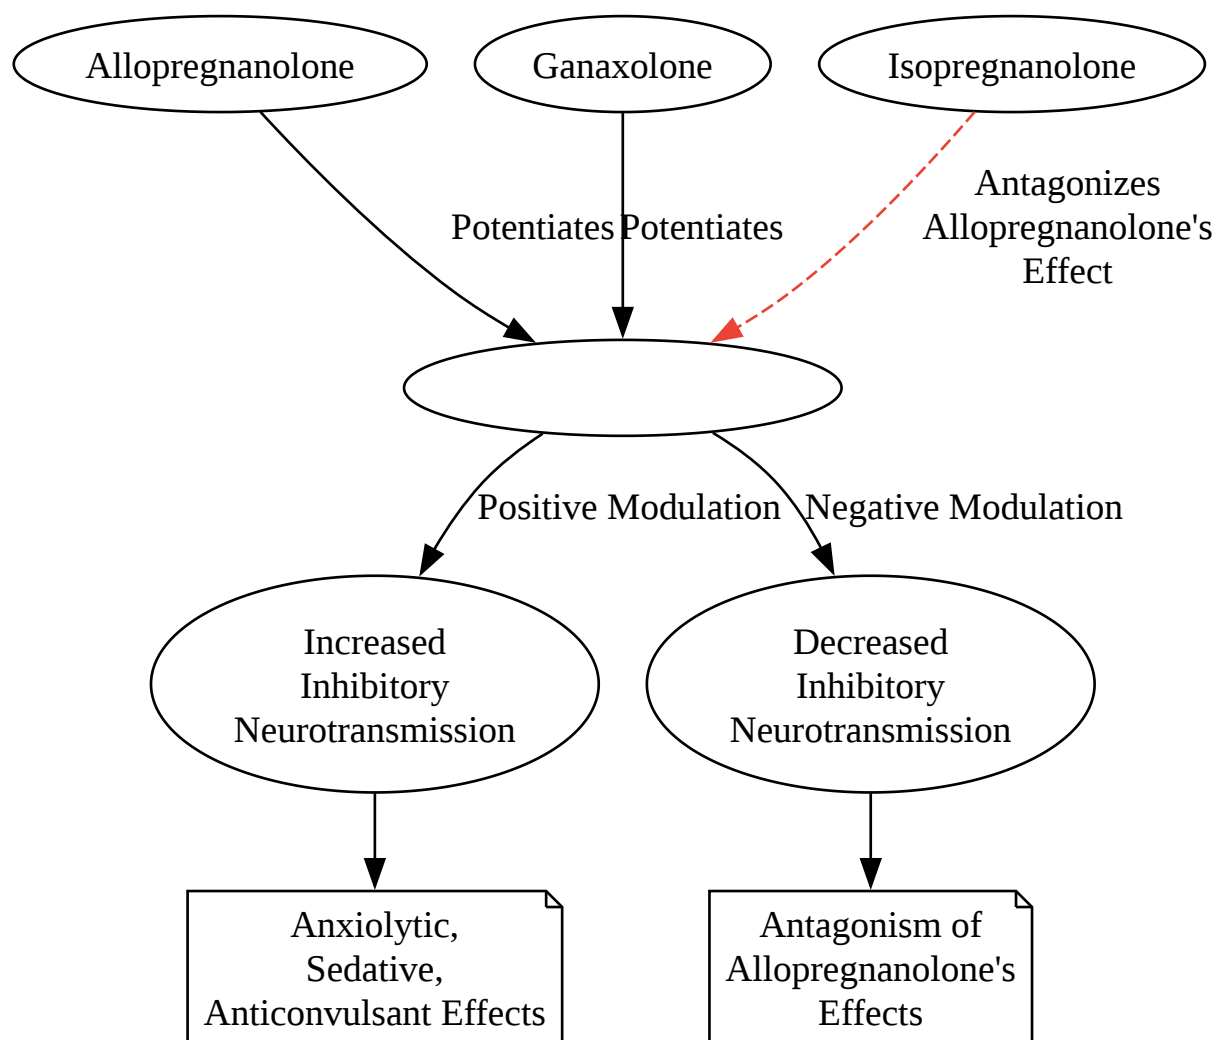 Allopregnanolone
Ganaxolone
Isopregnanolone
Potentiates
Potentiates
Antagonizes
Allopregnanolone's
Effect
Positive Modulation
Negative Modulation
Increased
Inhibitory
Neurotransmission
Decreased
Inhibitory
Neurotransmission
Anxiolytic,
Sedative,
Anticonvulsant Effects
Antagonism of
Allopregnanolone's
Effects